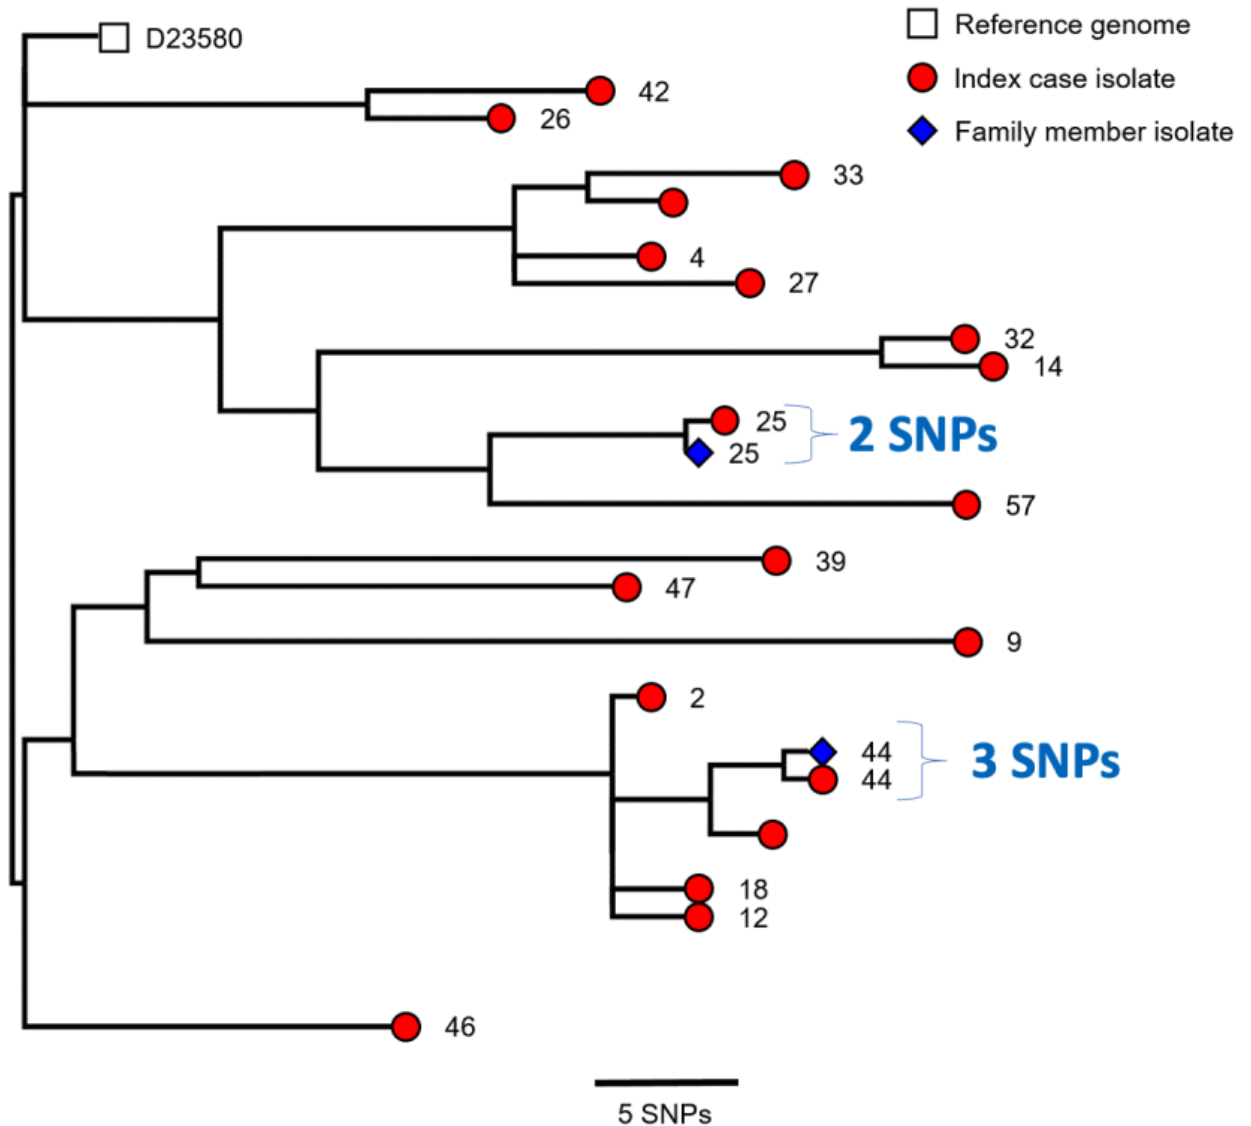 D23580
Reference genome
Index case isolate
Family member isolate
42
26
33
4
27
32
14
25
25
2 SNPs
57
39
47
9
2
44
44
3 SNPs
18
12
46
5 SNPs